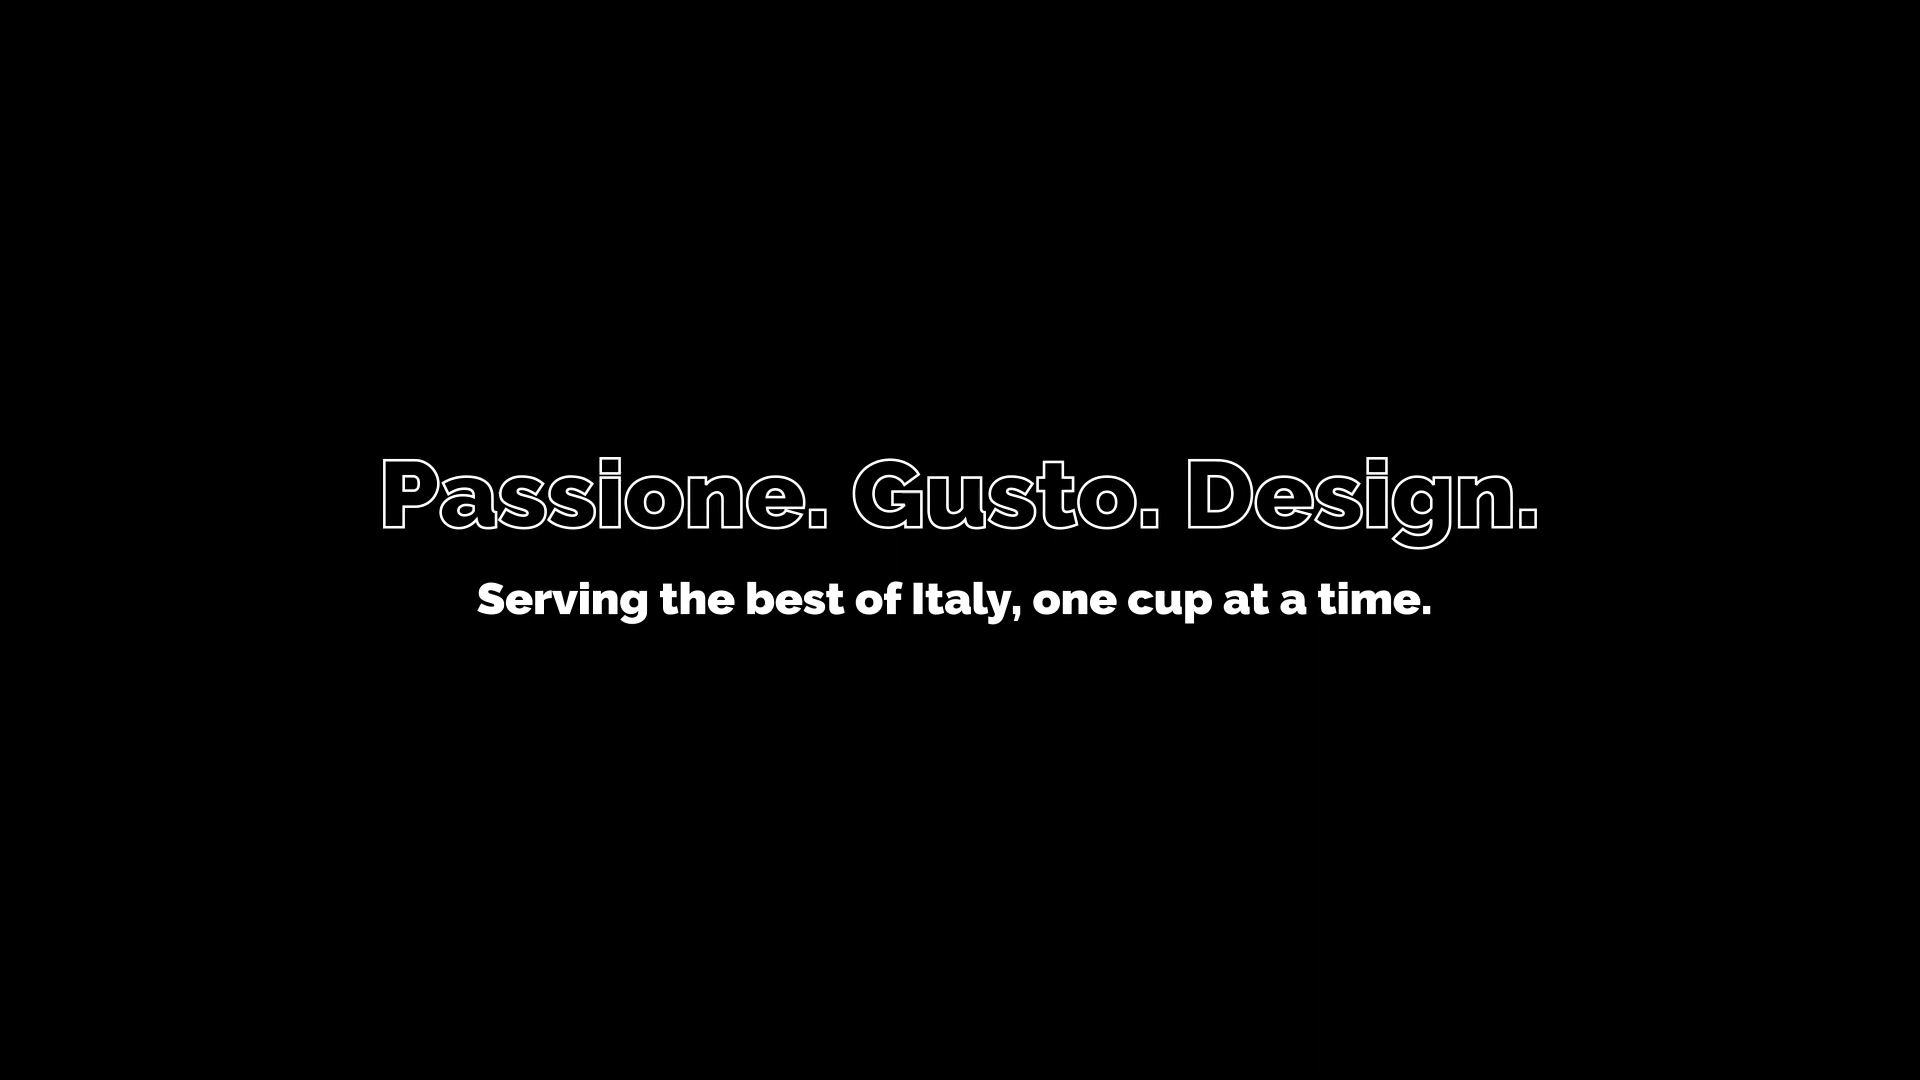 Passione. Gusto. Design.
Serving the best of Italy, one cup at a time.